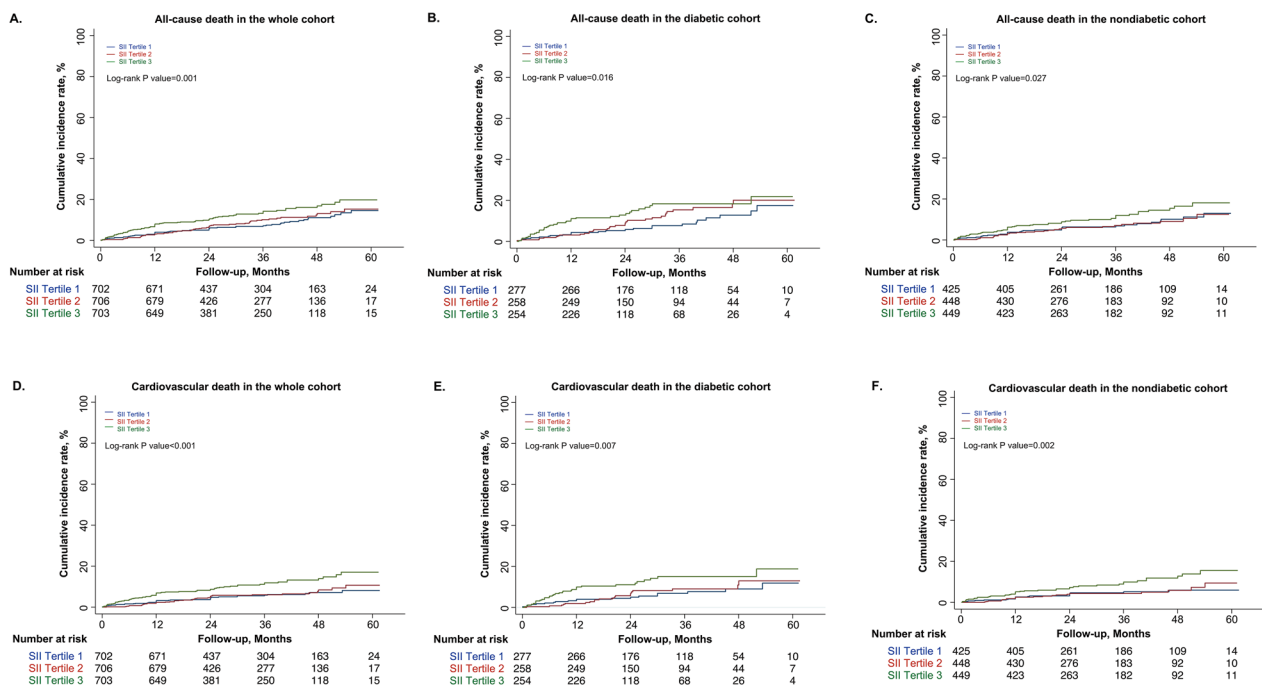 A.
All-cause death in the whole cohort
Cumulative incidence rate, %
100
80
60
40
20
0
SII Tertile 1
SII Tertile 2
SII Tertile 3
Log-rank P value=0.001
0 12 24 36 48 60
Number at risk Follow-up, Months
SII Tertile 1 702 671 437 304 163 24
SII Tertile 2 706 679 426 277 136 17
SII Tertile 3 703 649 381 250 118 15
B.
All-cause death in the diabetic cohort
Cumulative incidence rate, %
100
80
60
40
20
0
SII Tertile 1
SII Tertile 2
SII Tertile 3
Log-rank P value=0.016
0 12 24 36 48 60
Number at risk Follow-up, Months
SII Tertile 1 277 266 176 118 54 10
SII Tertile 2 258 249 150 94 44 7
SII Tertile 3 254 226 118 68 26 4
C.
All-cause death in the nondiabetic cohort
Cumulative incidence rate, %
100
80
60
40
20
0
SII Tertile 1
SII Tertile 2
SII Tertile 3
Log-rank P value=0.027
0 12 24 36 48 60
Number at risk Follow-up, Months
SII Tertile 1 425 405 261 186 109 14
SII Tertile 2 448 430 276 183 92 10
SII Tertile 3 449 423 263 182 92 11
D.
Cardiovascular death in the whole cohort
Cumulative incidence rate, %
100
80
60
40
20
0
SII Tertile 1
SII Tertile 2
SII Tertile 3
Log-rank P value<0.001
0 12 24 36 48 60
Number at risk Follow-up, Months
SII Tertile 1 702 671 437 304 163 24
SII Tertile 2 706 679 426 277 136 17
SII Tertile 3 703 649 381 250 118 15
E.
Cardiovascular death in the diabetic cohort
Cumulative incidence rate, %
100
80
60
40
20
0
SII Tertile 1
SII Tertile 2
SII Tertile 3
Log-rank P value=0.007
0 12 24 36 48 60
Number at risk Follow-up, Months
SII Tertile 1 277 266 176 118 54 10
SII Tertile 2 258 249 150 94 44 7
SII Tertile 3 254 226 118 68 26 4
F.
Cardiovascular death in the nondiabetic cohort
Cumulative incidence rate, %
100
80
60
40
20
0
SII Tertile 1
SII Tertile 2
SII Tertile 3
Log-rank P value=0.002
0 12 24 36 48 60
Number at risk Follow-up, Months
SII Tertile 1 425 405 261 186 109 14
SII Tertile 2 448 430 276 183 92 10
SII Tertile 3 449 423 263 182 92 11